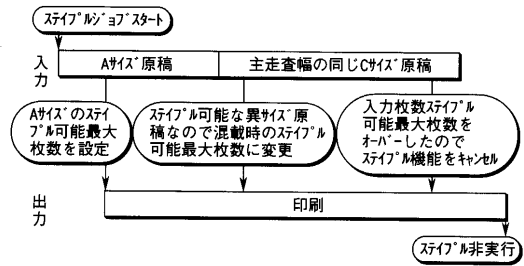 ｽﾃｲﾌﾟﾙｼﾞｮﾌﾞスタート
入力
Aｻｲｽﾞ原稿
主走査幅の同じCｻｲｽﾞ原稿
Aｻｲｽﾞのｽﾃｲ
ﾌﾟﾙ可能最大
枚数を設定
ｽﾃｲﾌﾟﾙ可能な異ｻｲｽﾞ原
稿なので混載時のｽﾃｲﾌﾟﾙ
可能最大枚数に変更
入力枚数ｽﾃｲﾌﾟﾙ
可能最大枚数を
ｵｰﾊﾞｰしたので
ｽﾃｲﾌﾟﾙ機能をｷｬﾝｾﾙ
出力
印刷
ｽﾃｲﾌﾟﾙ非実行